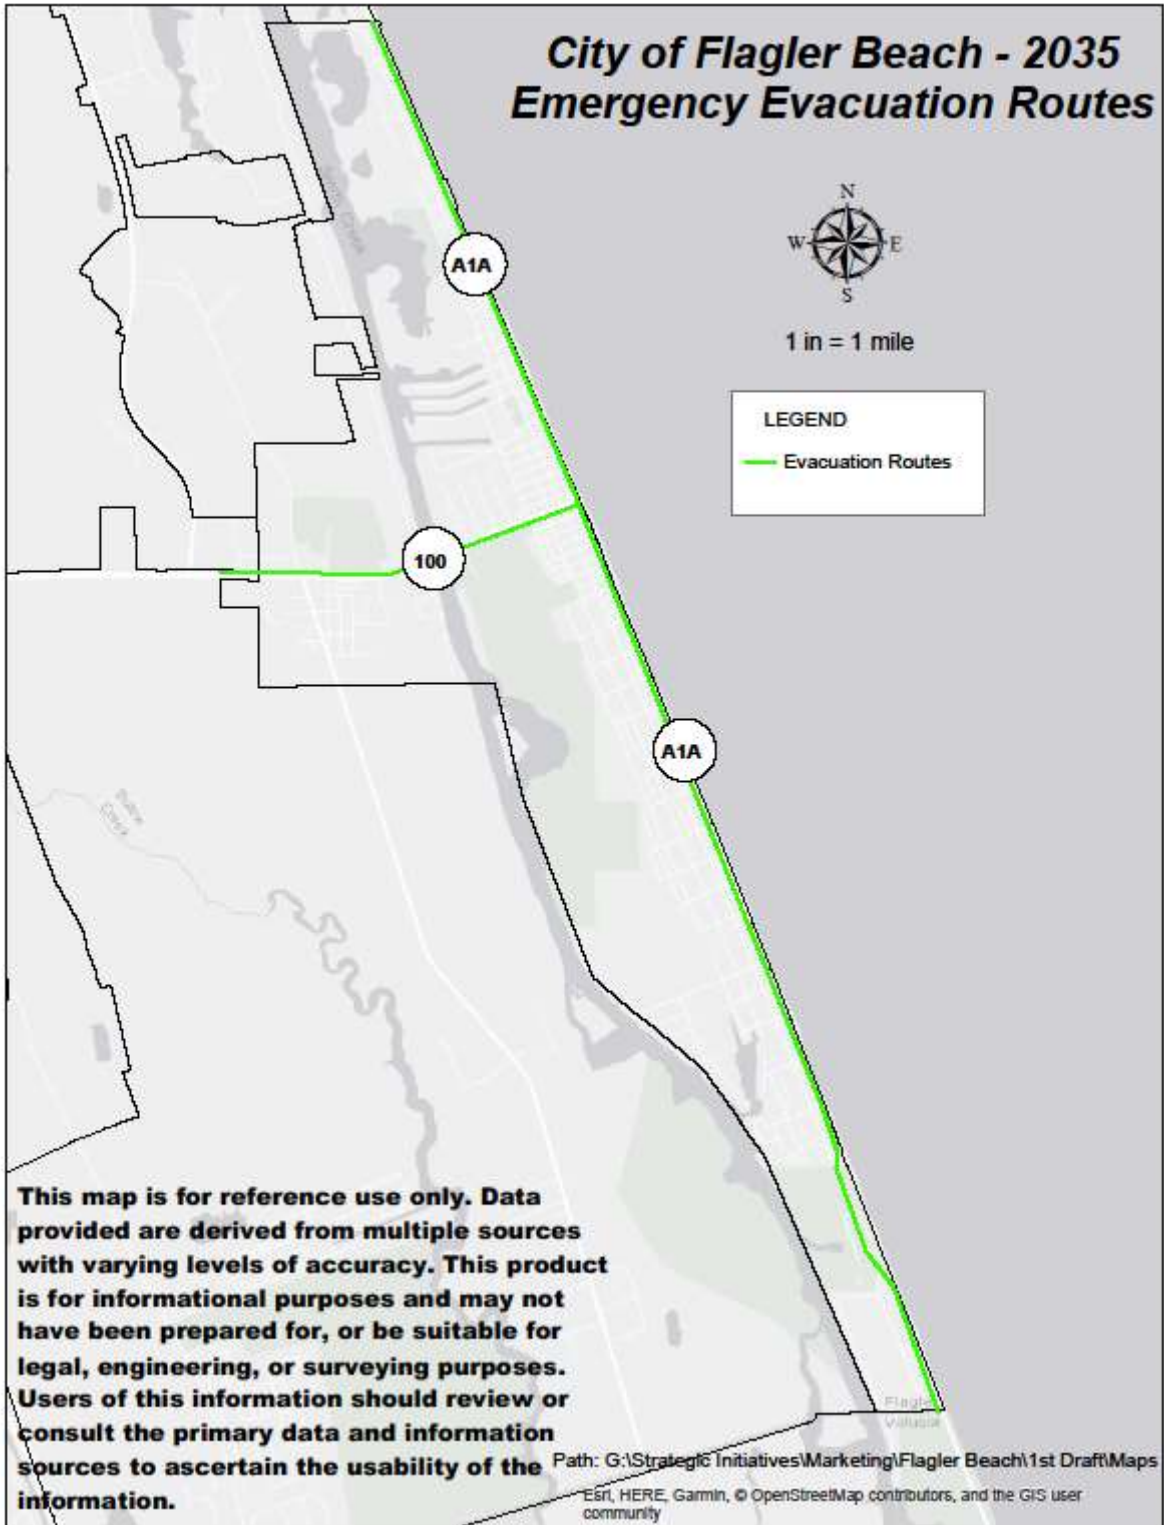 City of Flagler Beach - 2035
Emergency Evacuation Routes
N
W E
S
1 in = 1 mile
LEGEND
Evacuation Routes
A1A
100
A1A
Creek
Bulow
Creek
Flagler
Volusia
This map is for reference use only. Data
provided are derived from multiple sources
with varying levels of accuracy. This product
is for informational purposes and may not
have been prepared for, or be suitable for
legal, engineering, or surveying purposes.
Users of this information should review or
consult the primary data and information
sources to ascertain the usability of the
information.
Path: G:\Strategic Initiatives\Marketing\Flagler Beach\1st Draft\Maps
Esri, HERE, Garmin, © OpenStreetMap contributors, and the GIS user
community